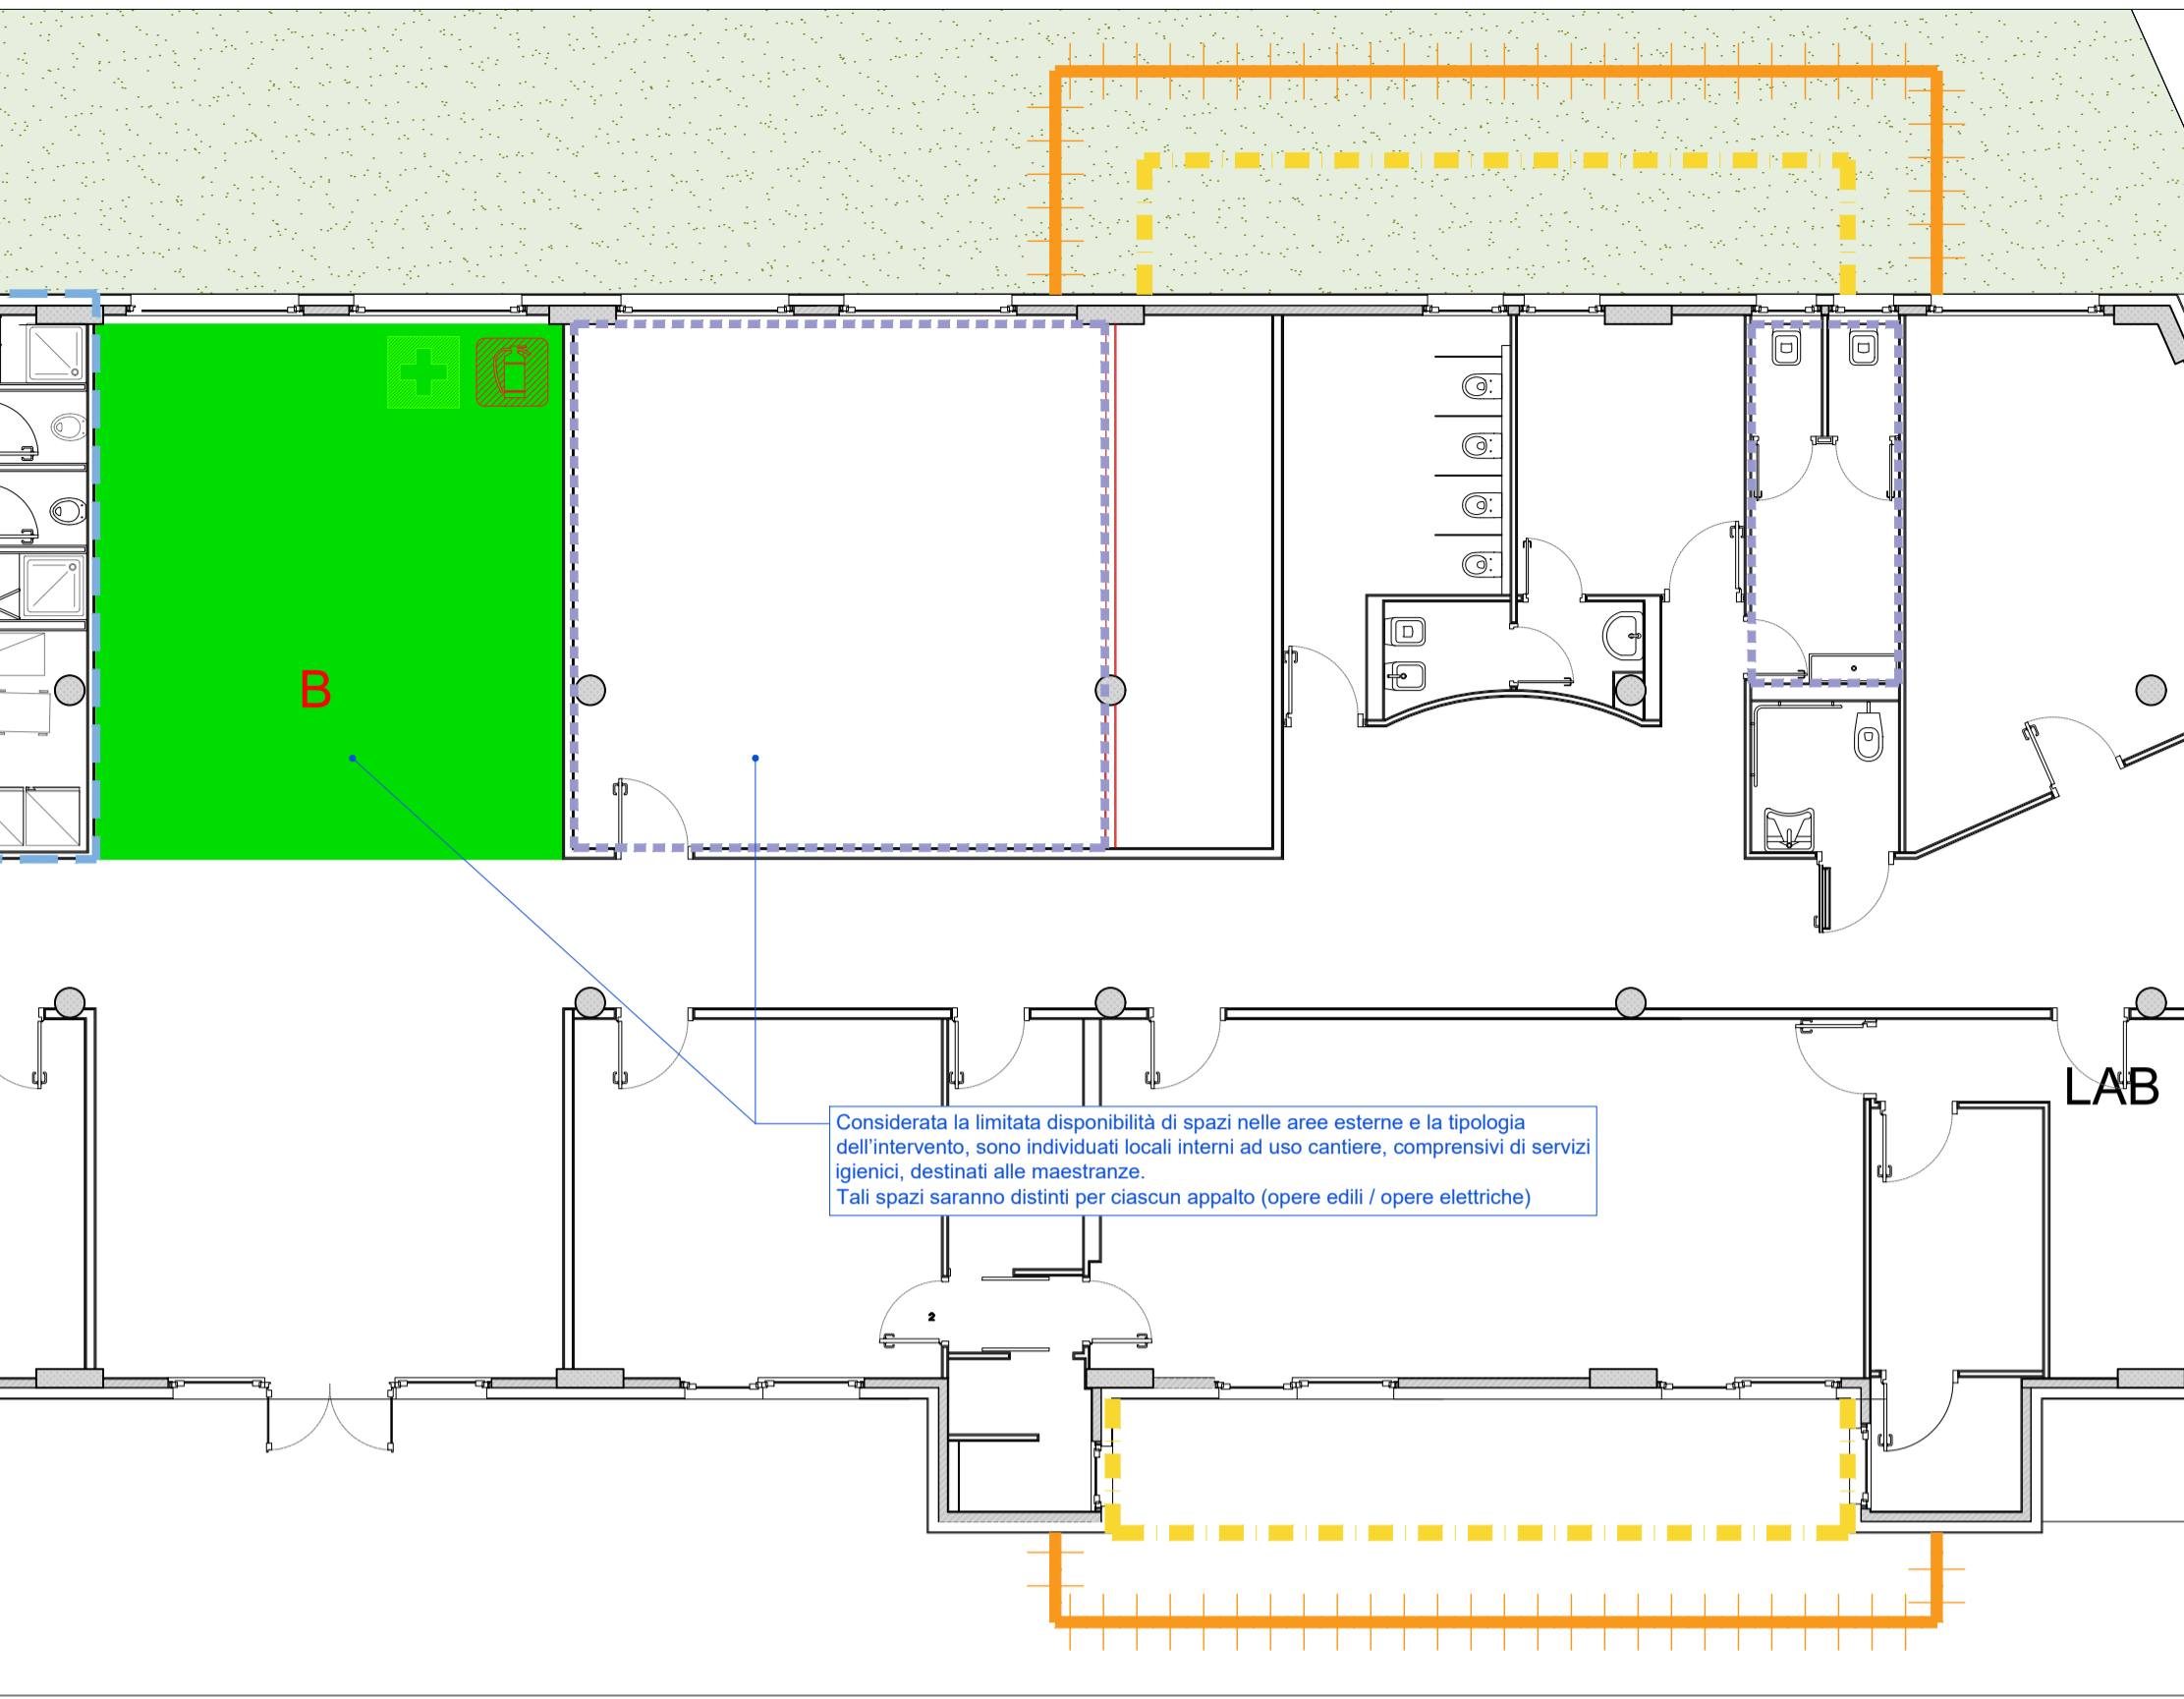 B
LAB
Considerata la limitata disponibilità di spazi nelle aree esterne e la tipologia
dell'intervento, sono individuati locali interni ad uso cantiere, comprensivi di servizi
igienici, destinati alle maestranze.
Tali spazi saranno distinti per ciascun appalto (opere edili / opere elettriche)
2